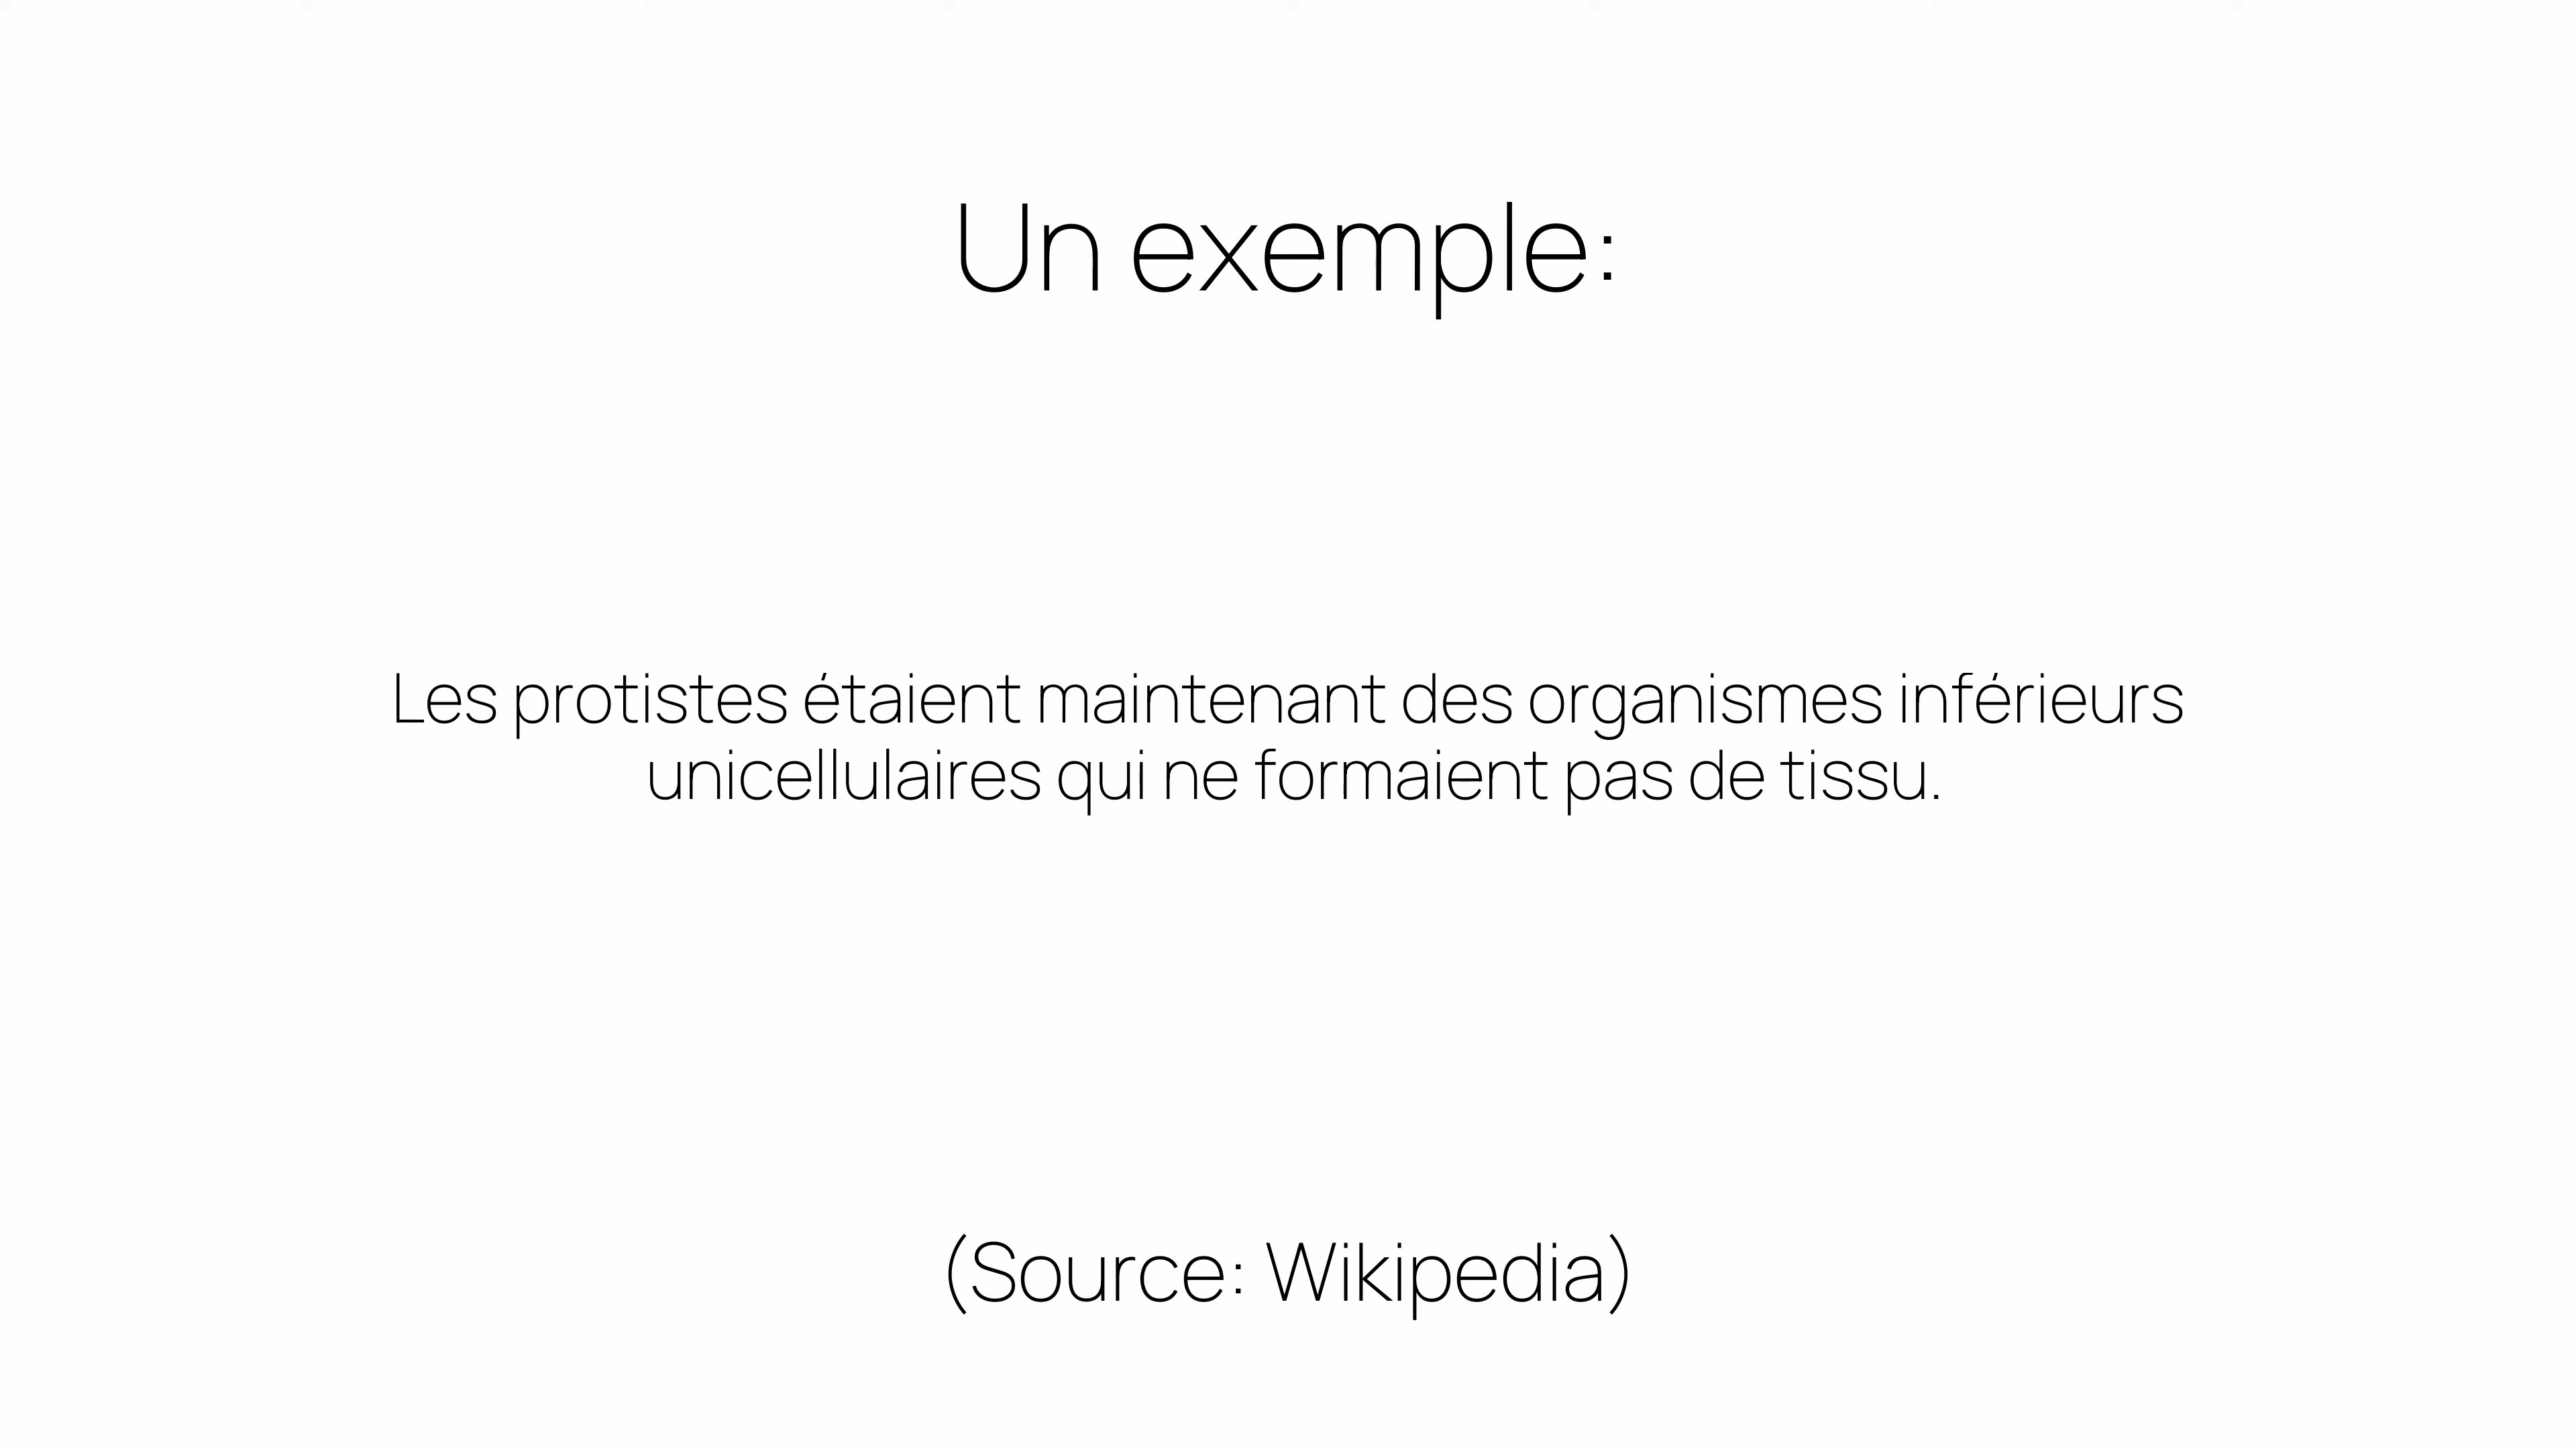 Un exemple:
Les protistes étaient maintenant des organismes inférieurs
unicellulaires qui ne formaient pas de tissu.
(Source: Wikipedia)